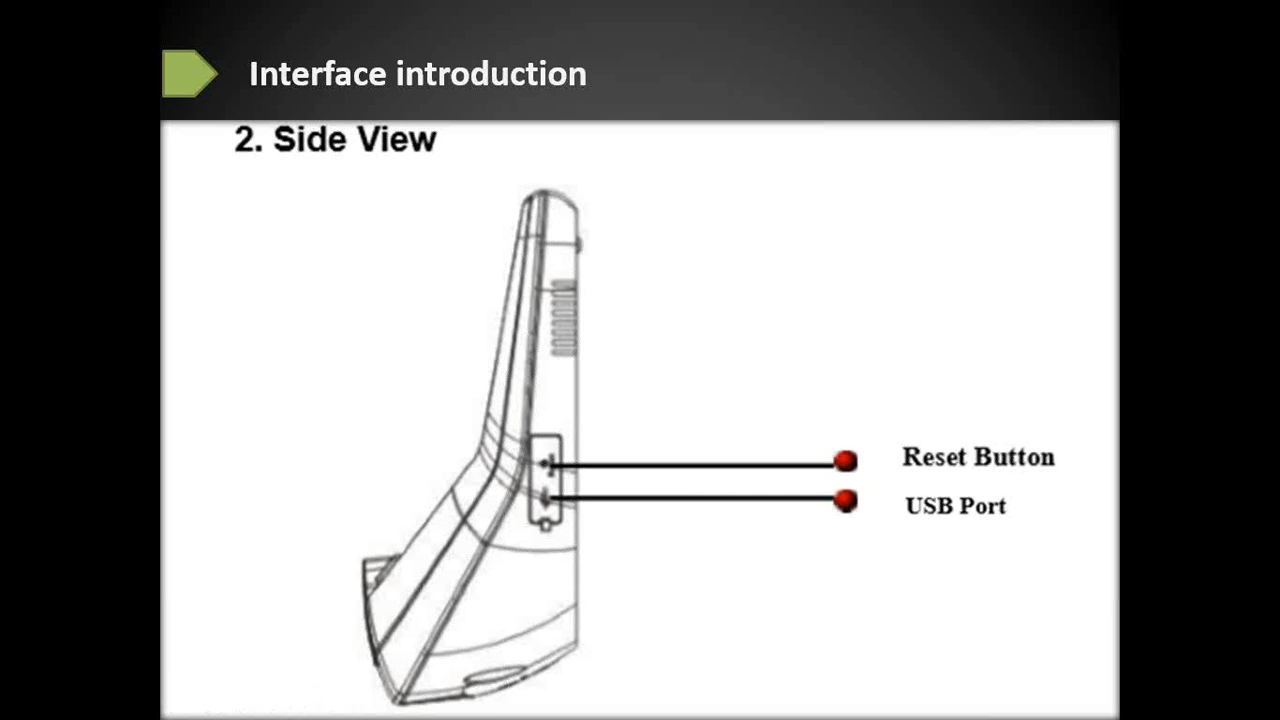 Interface introduction
2. Side View
Reset Button
USB Port